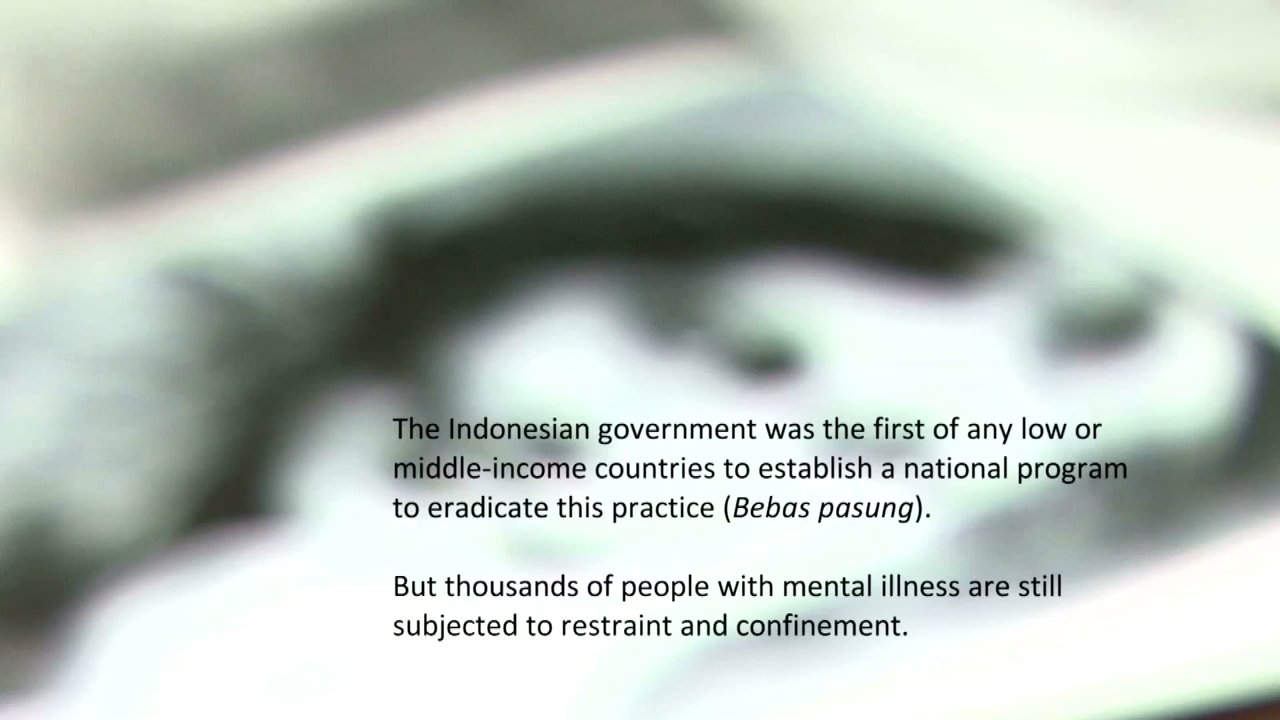 The Indonesian government was the first of any low or
middle-income countries to establish a national program
to eradicate this practice (Bebas pasung).
But thousands of people with mental illness are still
subjected to restraint and confinement.